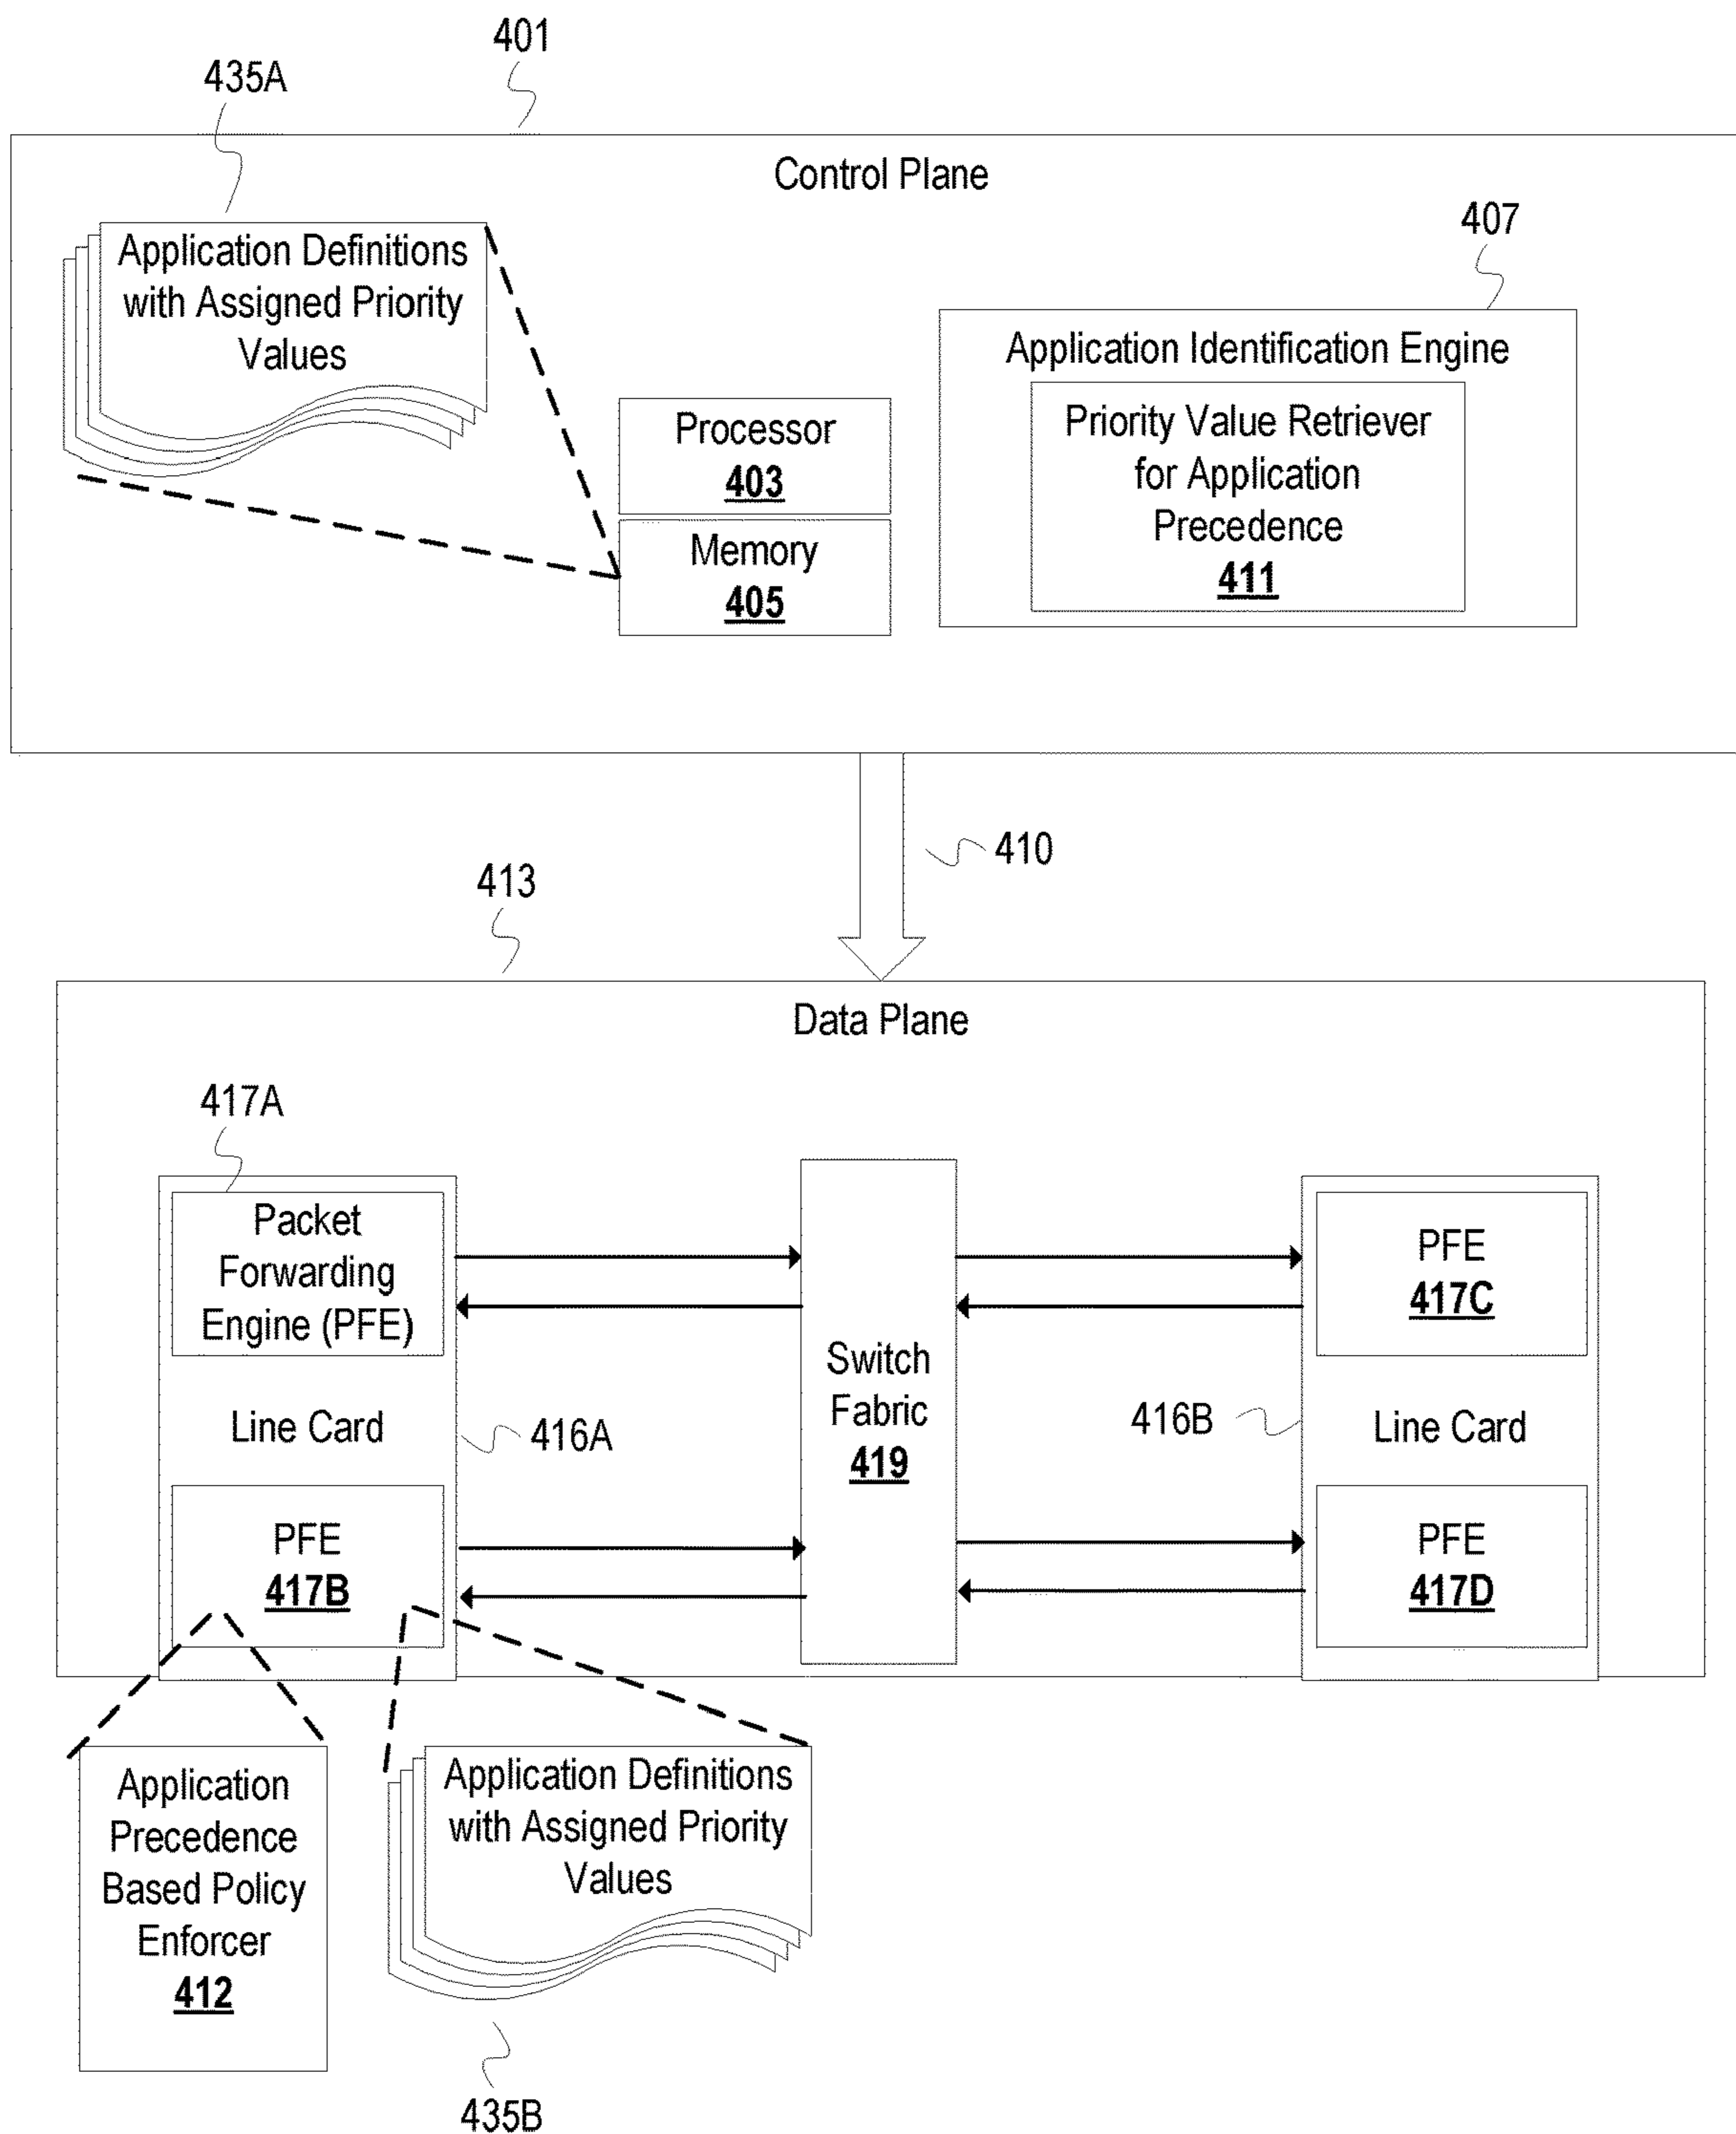 401
435A
Control Plane
407
Application Definitions
with Assigned Priority
Values
Application Identification Engine
Priority Value Retriever
for Application
Precedence
411
Processor
403
Memory
405
410
413
Data Plane
417A
Packet
Forwarding
Engine (PFE)
Line Card
416A
PFE
417B
Switch
Fabric
419
PFE
417C
416B
Line Card
PFE
417D
Application
Precedence
Based Policy
Enforcer
412
Application Definitions
with Assigned Priority
Values
435B